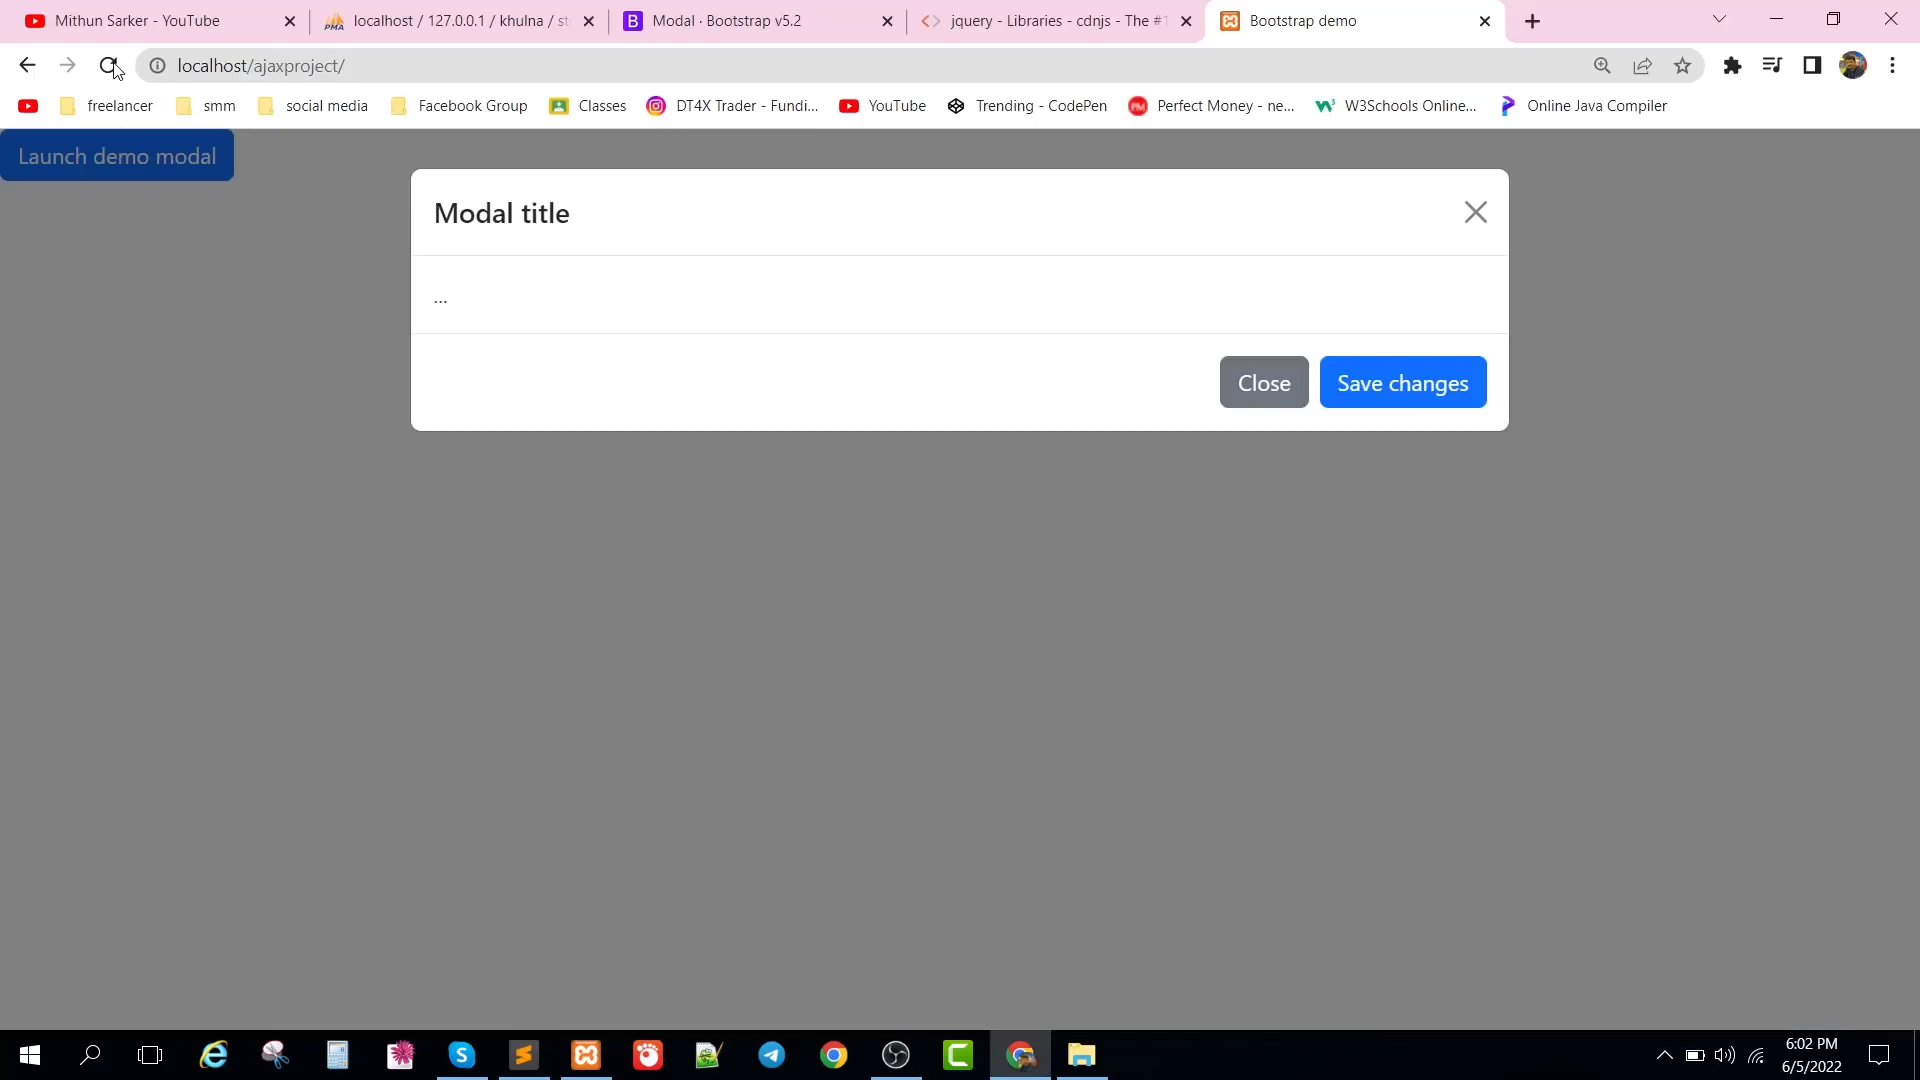 Mithun Sarker - YouTube
localhost / 127.0.0.1 / khulna / st
Modal · Bootstrap v5.2
jquery - Libraries - cdnjs - The #1
Bootstrap demo
localhost/ajaxproject/
freelancer
smm
social media
Facebook Group
Classes
DT4X Trader - Fundi...
YouTube
Trending - CodePen
Perfect Money - ne...
W3Schools Online...
Online Java Compiler
Launch demo modal
Modal title
...
Close
Save changes
6:02 PM
6/5/2022